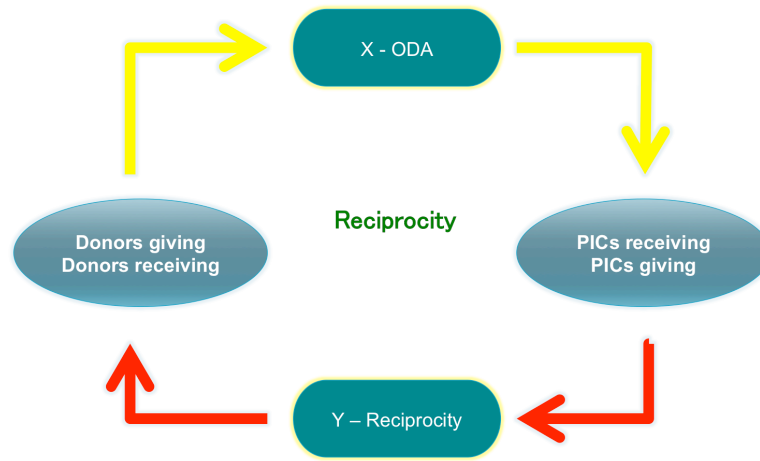 X - ODA
Reciprocity
Donors giving
Donors receiving
PICs receiving
PICs giving
Y – Reciprocity